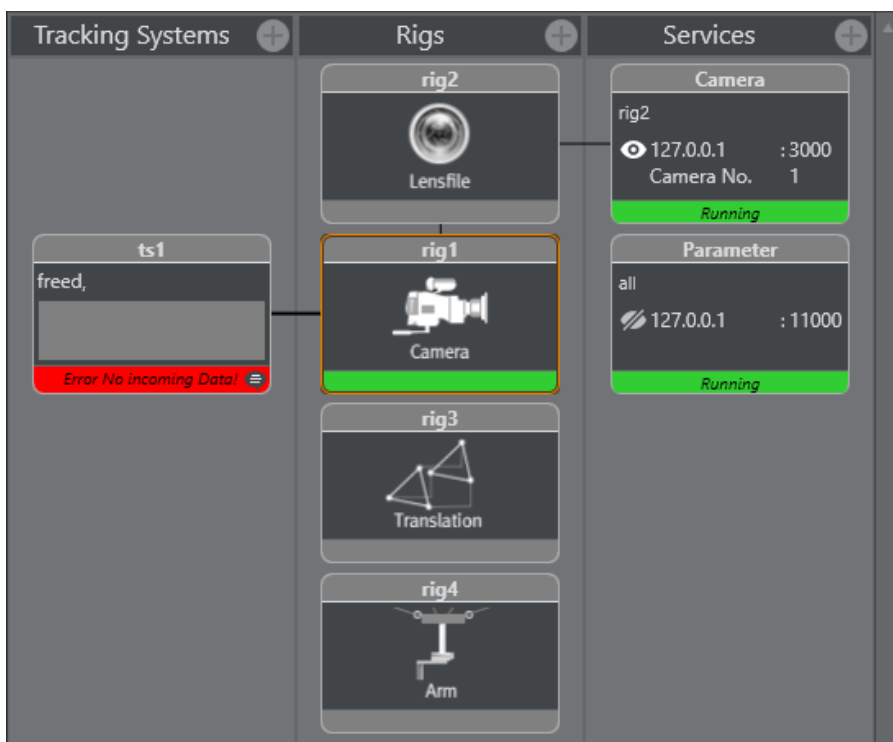 Tracking Systems
Rigs
Services
rig2
Lensfile
Camera
rig2
127.0.0.1 :3000
Camera No. 1
Running
ts1
freed,
Error No incoming Data!
rig1
Camera
Parameter
all
127.0.0.1 :11000
Running
rig3
Translation
rig4
Arm